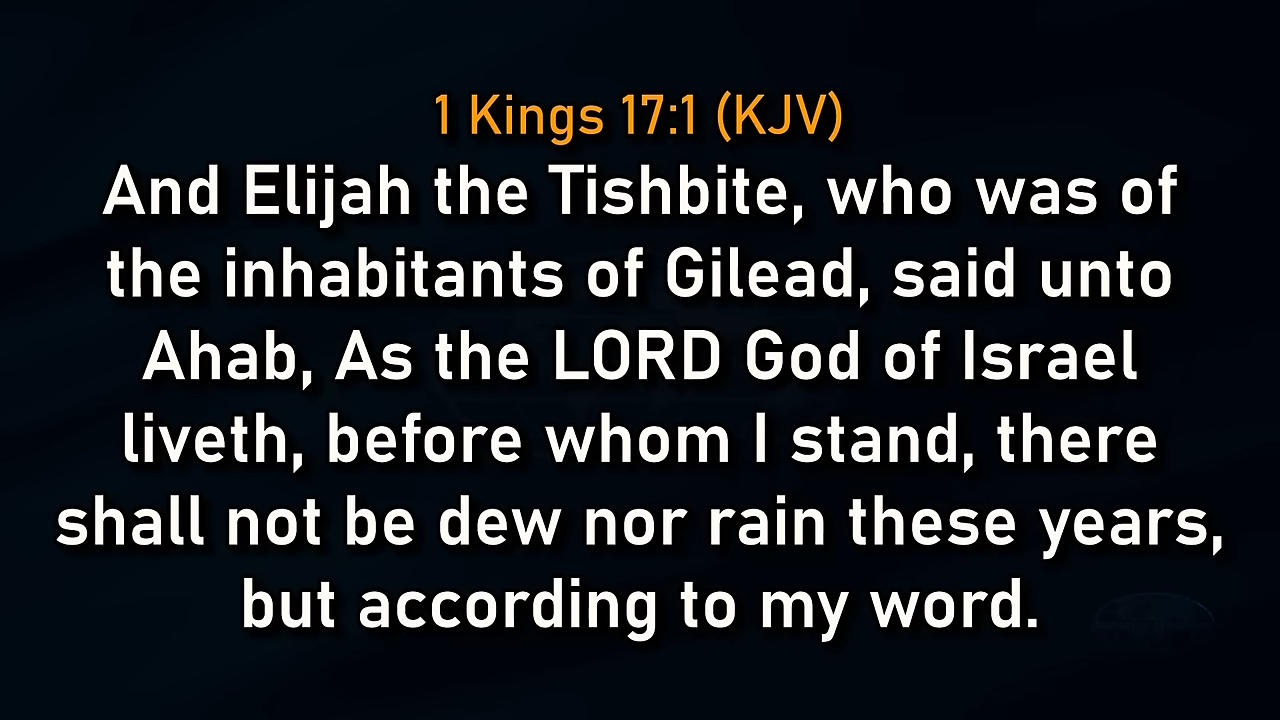 1 Kings 17:1 (KJV)
And Elijah the Tishbite, who was of
the inhabitants of Gilead, said unto
Ahab, As the LORD God of Israel
liveth, before whom I stand, there
shall not be dew nor rain these years,
but according to my word.